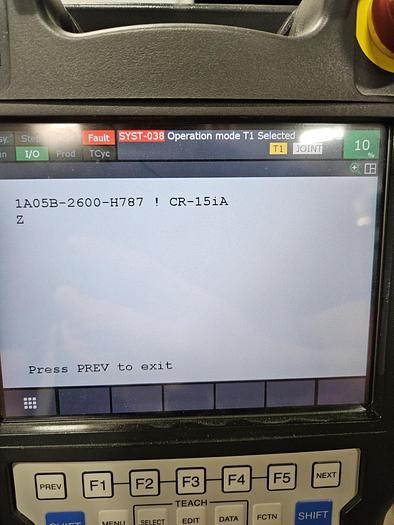 Fault SYST-038 Operation mode T1 Selected
I/O Prod TCyc T1 JOINT 10 %
1A05B-2600-H787 ! CR-15iA
Z
Press PREV to exit
PREV F1 F2 F3 F4 F5 NEXT
TEACH
SHIFT MENU SELECT EDIT DATA FCTN SHIFT